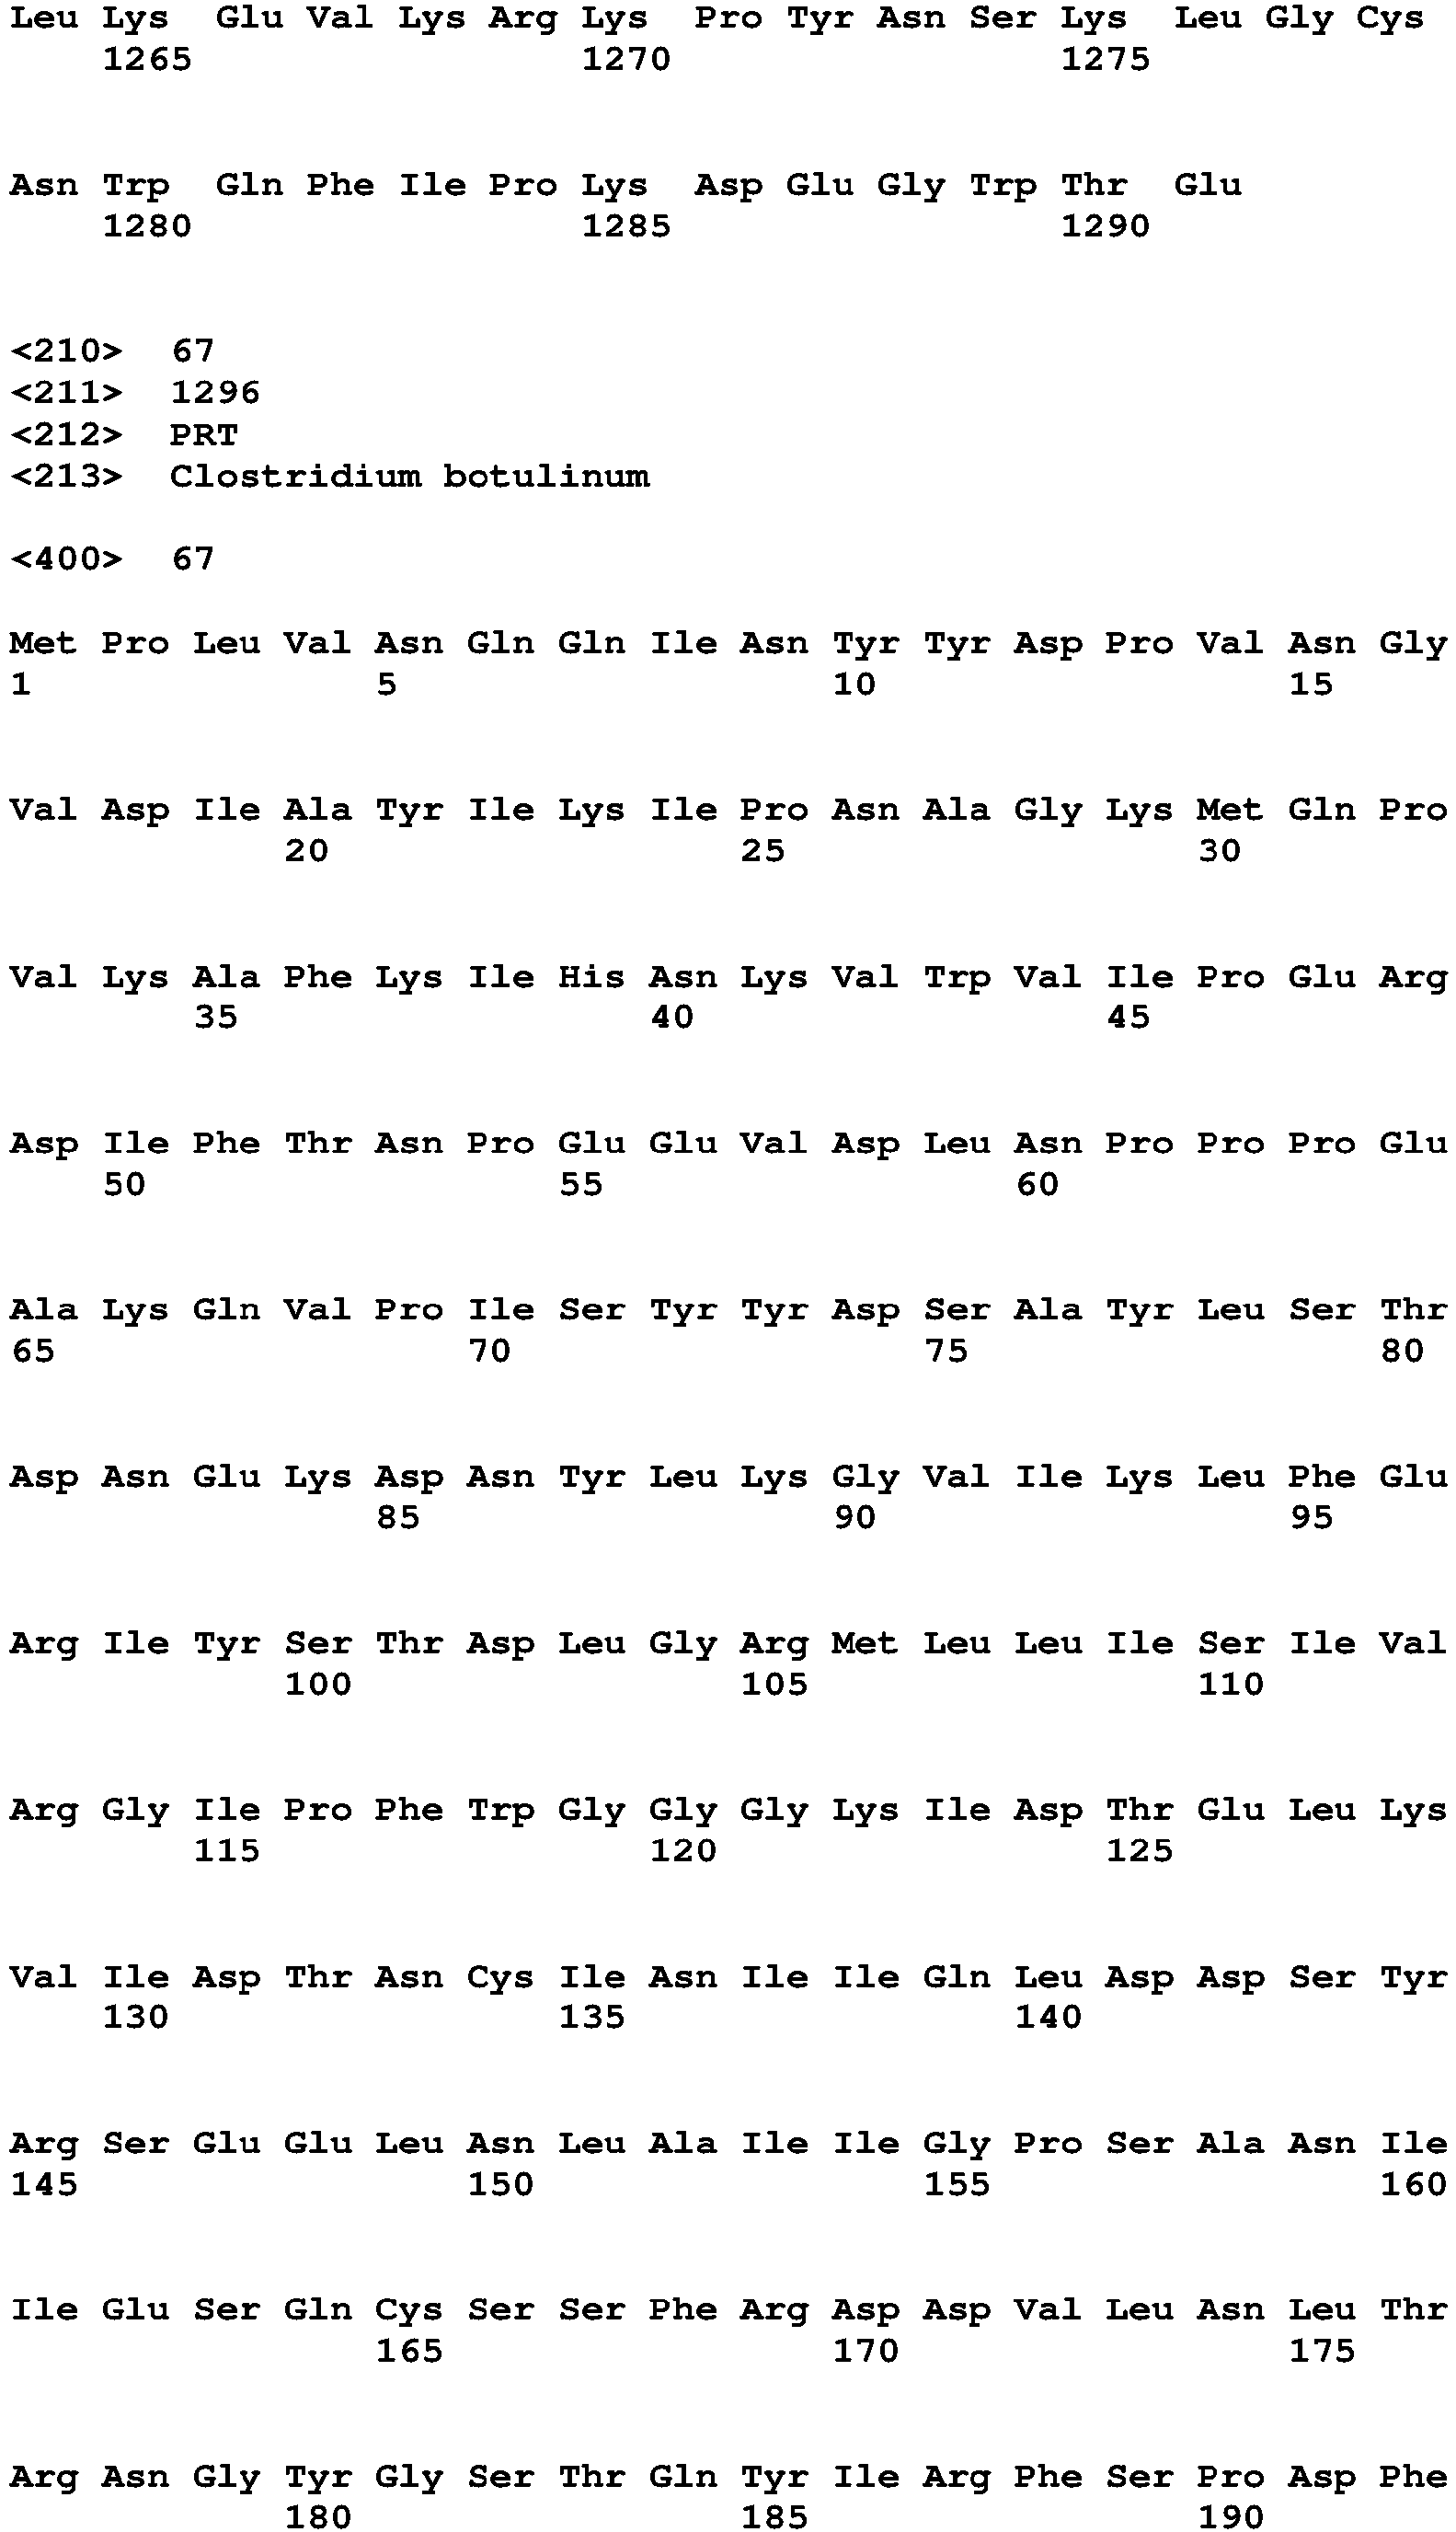 Leu Lys Glu Val Lys Arg Lys Pro Tyr Asn Ser Lys Leu Gly Cys
1265 1270 1275
Asn Trp Gln Phe Ile Pro Lys Asp Glu Gly Trp Thr Glu
1280 1285 1290
<210> 67
<211> 1296
<212> PRT
<213> Clostridium botulinum
<400> 67
Met Pro Leu Val Asn Gln Gln Ile Asn Tyr Tyr Asp Pro Val Asn Gly
1 5 10 15
Val Asp Ile Ala Tyr Ile Lys Ile Pro Asn Ala Gly Lys Met Gln Pro
20 25 30
Val Lys Ala Phe Lys Ile His Asn Lys Val Trp Val Ile Pro Glu Arg
35 40 45
Asp Ile Phe Thr Asn Pro Glu Glu Val Asp Leu Asn Pro Pro Pro Glu
50 55 60
Ala Lys Gln Val Pro Ile Ser Tyr Tyr Asp Ser Ala Tyr Leu Ser Thr
65 70 75 80
Asp Asn Glu Lys Asp Asn Tyr Leu Lys Gly Val Ile Lys Leu Phe Glu
85 90 95
Arg Ile Tyr Ser Thr Asp Leu Gly Arg Met Leu Leu Ile Ser Ile Val
100 105 110
Arg Gly Ile Pro Phe Trp Gly Gly Gly Lys Ile Asp Thr Glu Leu Lys
115 120 125
Val Ile Asp Thr Asn Cys Ile Asn Ile Ile Gln Leu Asp Asp Ser Tyr
130 135 140
Arg Ser Glu Glu Leu Asn Leu Ala Ile Ile Gly Pro Ser Ala Asn Ile
145 150 155 160
Ile Glu Ser Gln Cys Ser Ser Phe Arg Asp Asp Val Leu Asn Leu Thr
165 170 175
Arg Asn Gly Tyr Gly Ser Thr Gln Tyr Ile Arg Phe Ser Pro Asp Phe
180 185 190